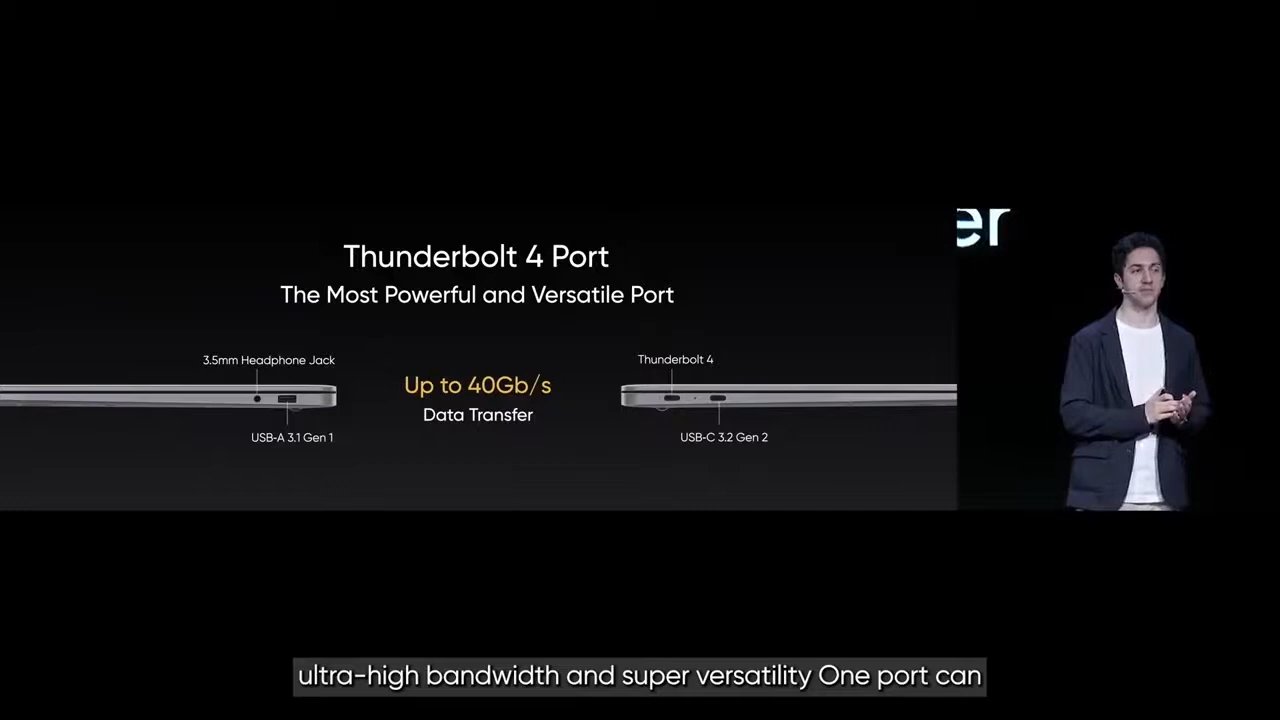 er
Thunderbolt 4 Port
The Most Powerful and Versatile Port
3.5mm Headphone Jack
Thunderbolt 4
Up to 40Gb/s
Data Transfer
USB-A 3.1 Gen 1
USB-C 3.2 Gen 2
ultra-high bandwidth and super versatility One port can